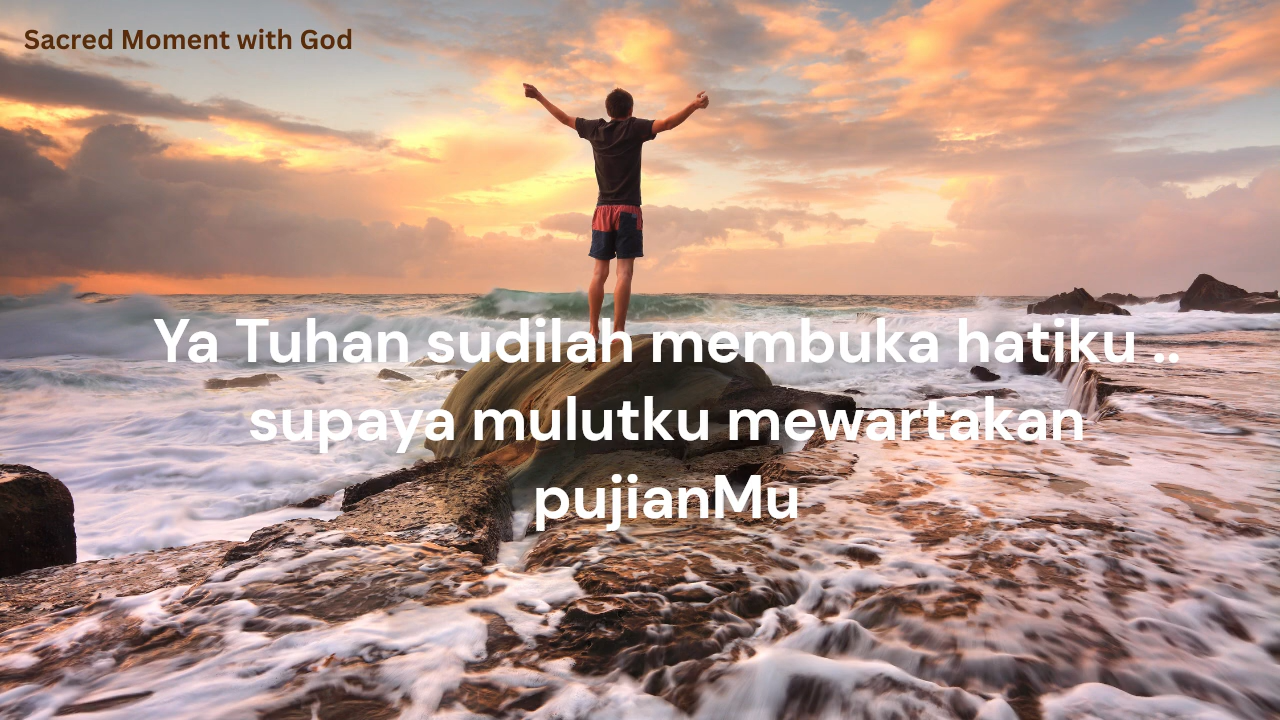 Sacred Moment with God
Ya Tuhan sudilah membuka hatiku ..
supaya mulutku mewartakan
pujianMu